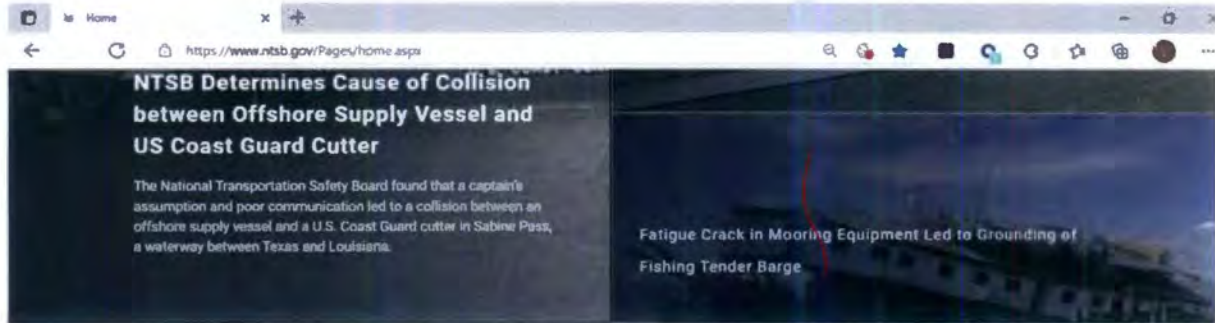 Home
https://www.ntsb.gov/Pages/home.aspx
NTSB Determines Cause of Collision
between Offshore Supply Vessel and
US Coast Guard Cutter
The National Transportation Safety Board found that a captain's
assumption and poor communication led to a collision between an
offshore supply vessel and a U.S. Coast Guard cutter in Sabine Pass,
a waterway between Texas and Louisiana.
Fatigue Crack in Mooring Equipment Led to Grounding of
Fishing Tender Barge